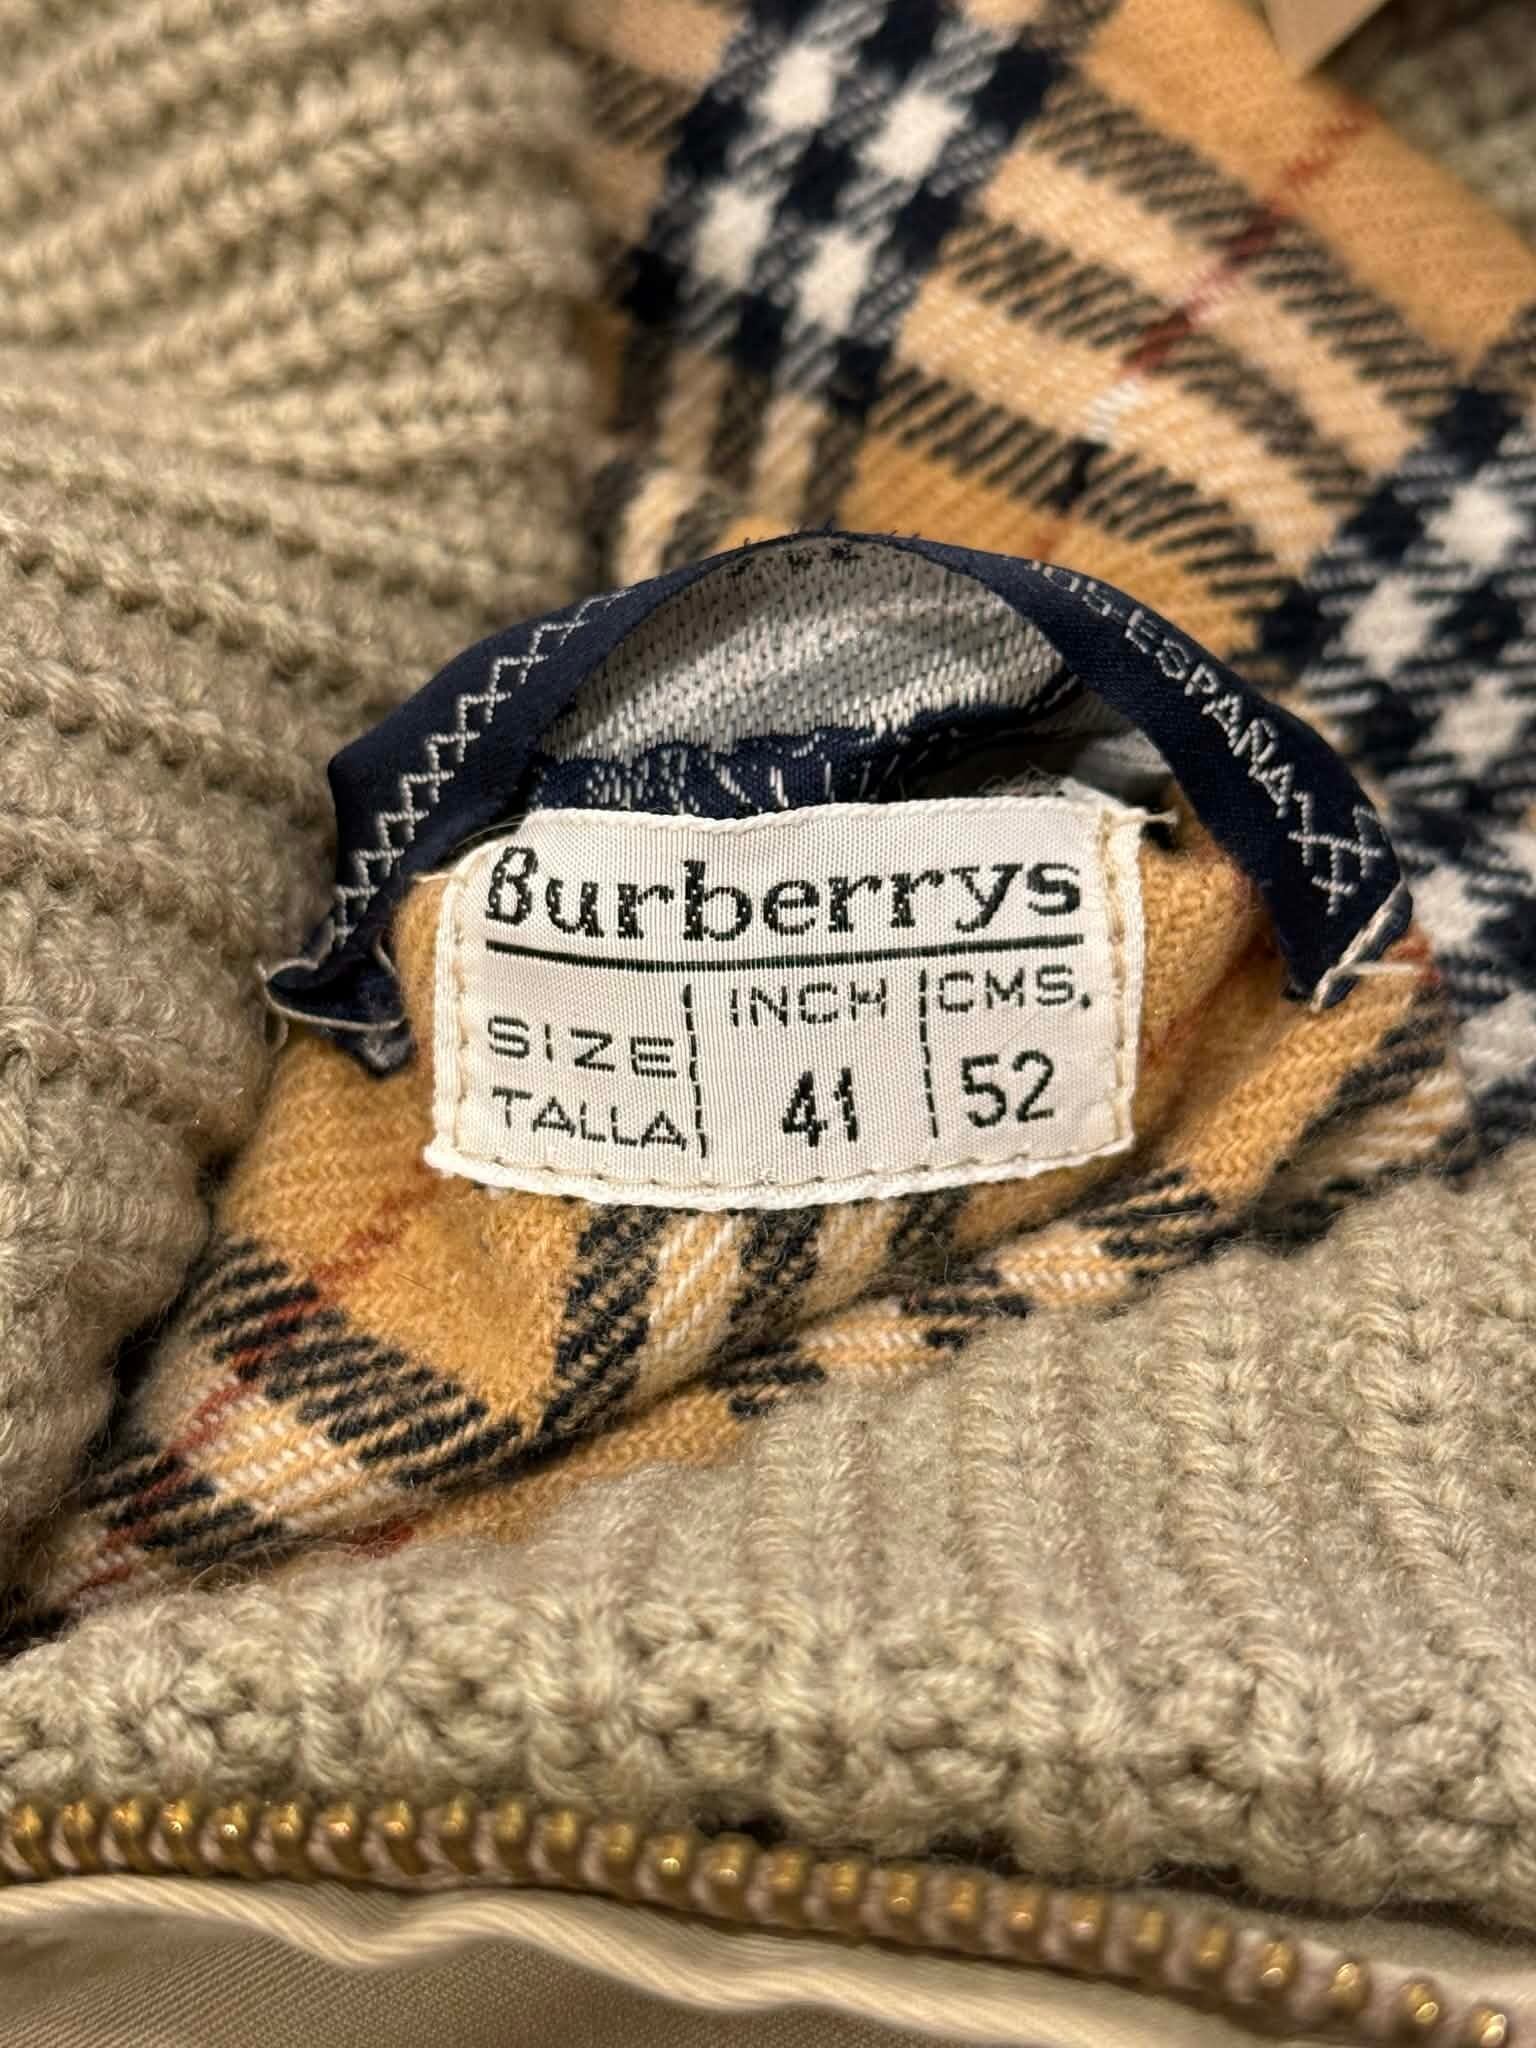 ESPAÑA
Burberrys
INCH CMS.
SIZE
TALLA 41 52